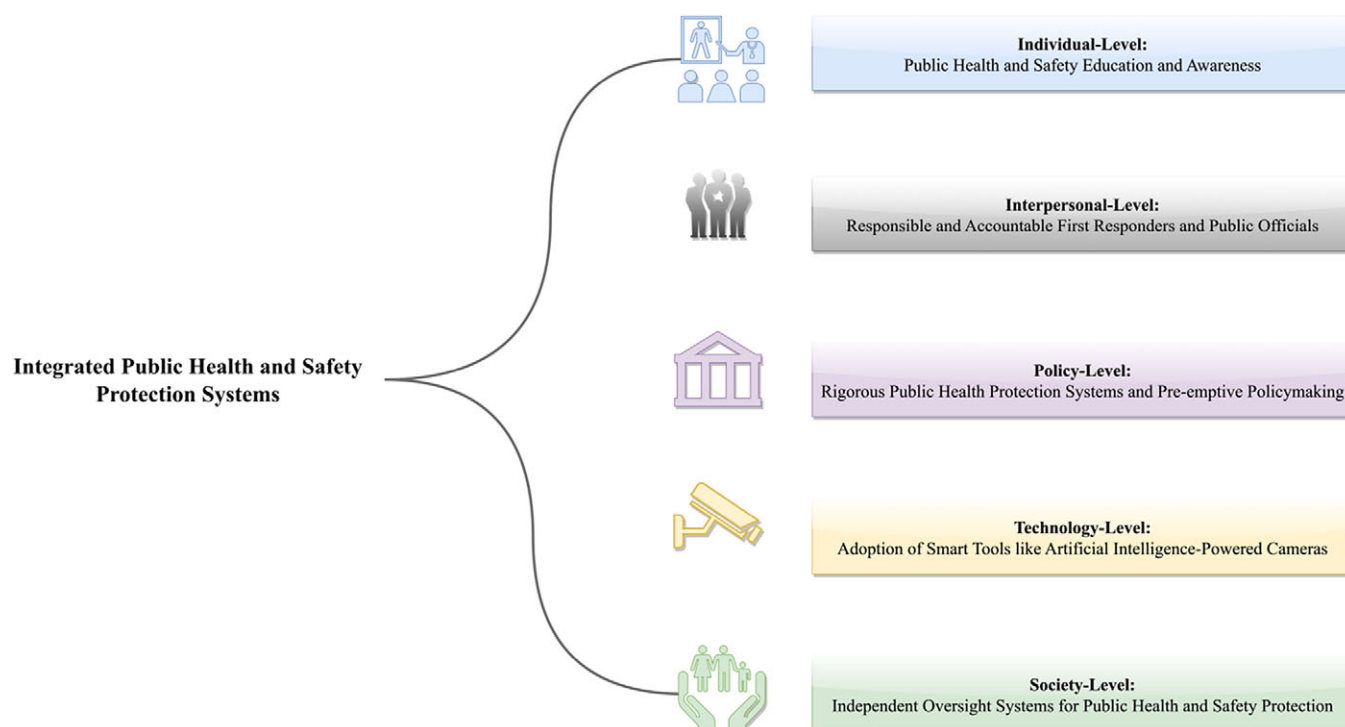 Individual-Level:
Public Health and Safety Education and Awareness
Interpersonal-Level:
Responsible and Accountable First Responders and Public Officials
Integrated Public Health and Safety
Protection Systems
Policy-Level:
Rigorous Public Health Protection Systems and Pre-emptive Policymaking
Technology-Level:
Adoption of Smart Tools like Artificial Intelligence-Powered Cameras
Society-Level:
Independent Oversight Systems for Public Health and Safety Protection